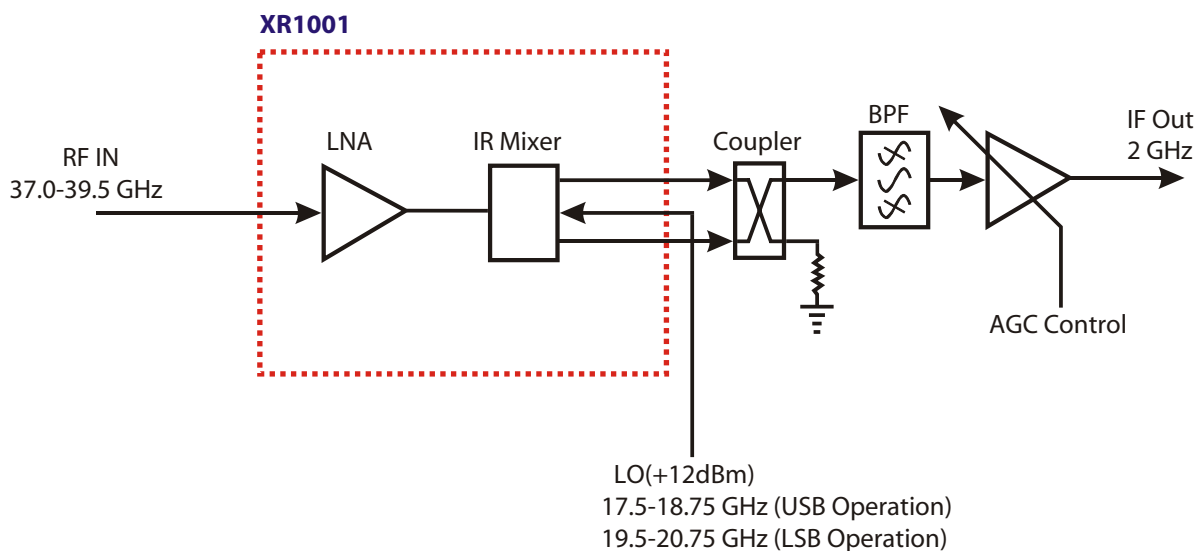 XR1001
LNA
IR Mixer
Coupler
BPF
IF Out
2 GHz
RF IN
37.0-39.5 GHz
AGC Control
LO(+12dBm)
17.5-18.75 GHz (USB Operation)
19.5-20.75 GHz (LSB Operation)